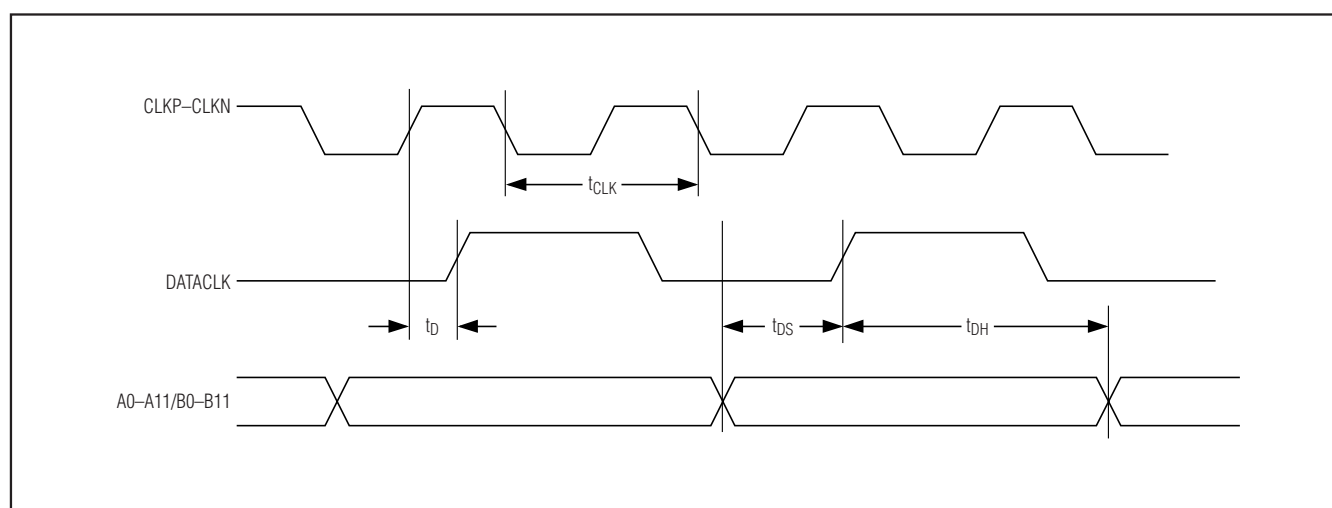 CLKP–CLKN
tCLK
DATACLK
tD
tDS
tDH
A0–A11/B0–B11